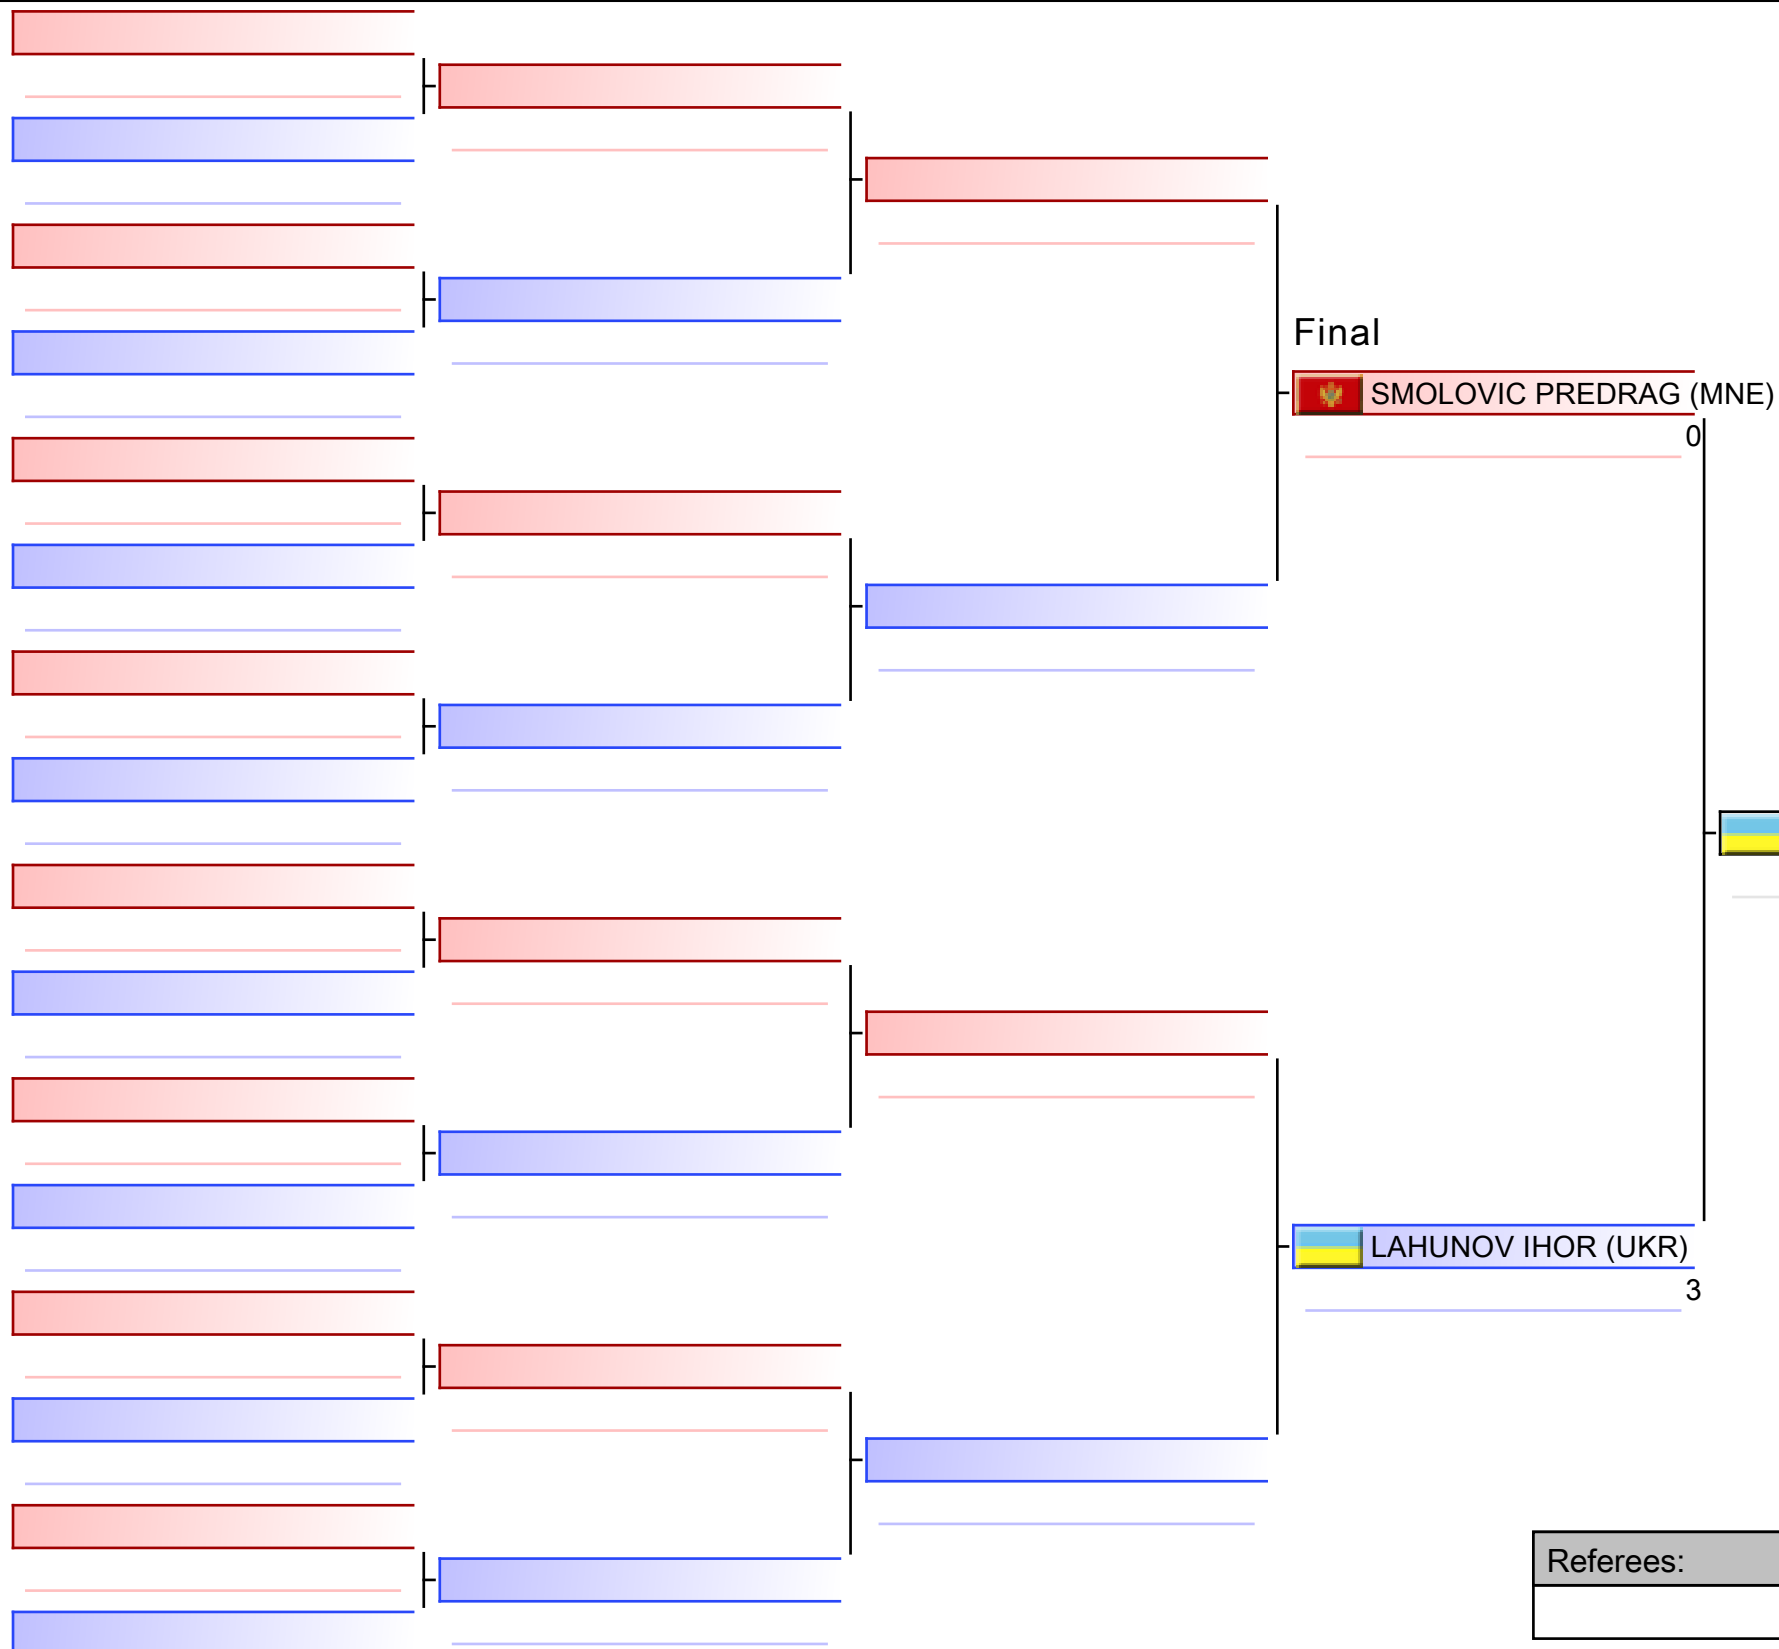 Final
SMOLOVIC PREDRAG (MNE)
0
LAHUNOV IHOR (UKR)
3
Referees: